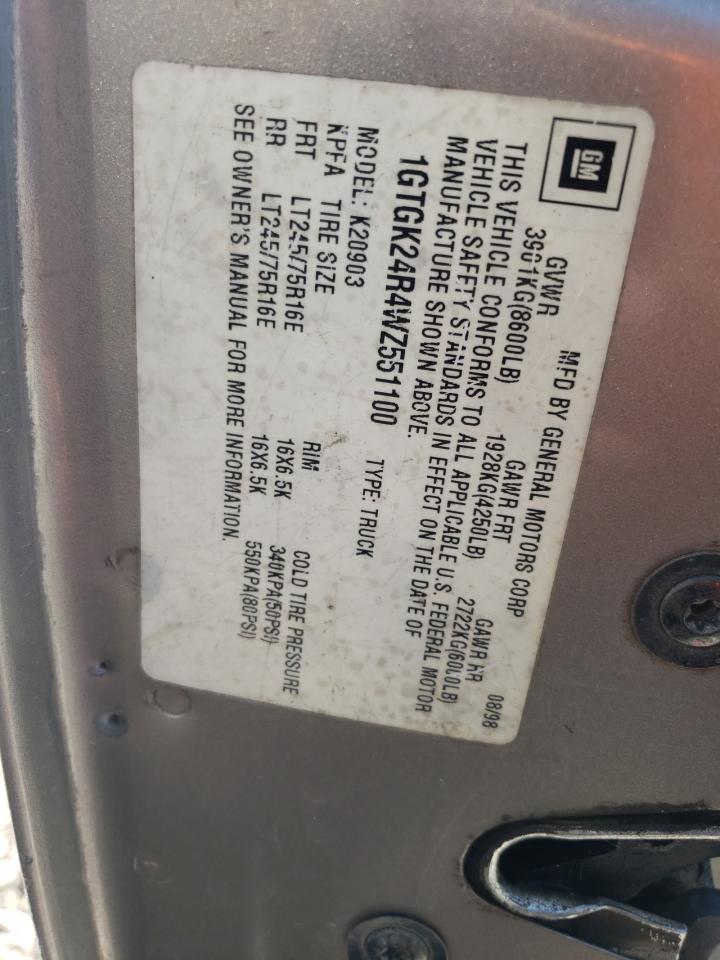 GM
MFD BY GENERAL MOTORS CORP
08/98
GVWR GAWR FRT GAWR RR
3901KG(8600LB) 1928KG(4250LB) 2722KG(6000LB)
THIS VEHICLE CONFORMS TO ALL APPLICABLE U.S. FEDERAL MOTOR
VEHICLE SAFETY STANDARDS IN EFFECT ON THE DATE OF
MANUFACTURE SHOWN ABOVE.
1GTGK24R4WZ551100 TYPE: TRUCK
MODEL: K20903
KPFA TIRE SIZE RIM COLD TIRE PRESSURE
FRT LT245/75R16E 16X6.5K 340KPA(50PSI)
RR LT245/75R16E 16X6.5K 550KPA(80PSI)
SEE OWNER'S MANUAL FOR MORE INFORMATION.